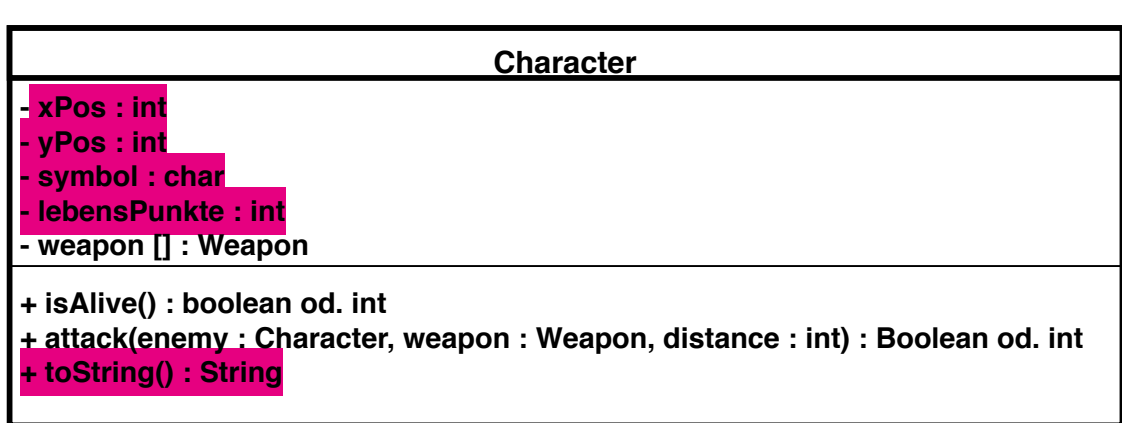 Character
- xPos : int
- yPos : int
- symbol : char
- lebensPunkte : int
- weapon [] : Weapon
+ isAlive() : boolean od. int
+ attack(enemy : Character, weapon : Weapon, distance : int) : Boolean od. int
+ toString() : String